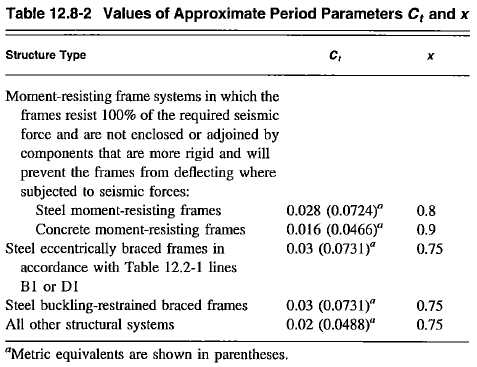 Table 12.8-2 Values of Approximate Period Parameters Ct and x
Structure Type Ct x
Moment-resisting frame systems in which the
frames resist 100% of the required seismic
force and are not enclosed or adjoined by
components that are more rigid and will
prevent the frames from deflecting where
subjected to seismic forces:
Steel moment-resisting frames 0.028 (0.0724)a 0.8
Concrete moment-resisting frames 0.016 (0.0466)a 0.9
Steel eccentrically braced frames in 0.03 (0.0731)a 0.75
accordance with Table 12.2-1 lines
B1 or D1
Steel buckling-restrained braced frames 0.03 (0.0731)a 0.75
All other structural systems 0.02 (0.0488)a 0.75
aMetric equivalents are shown in parentheses.